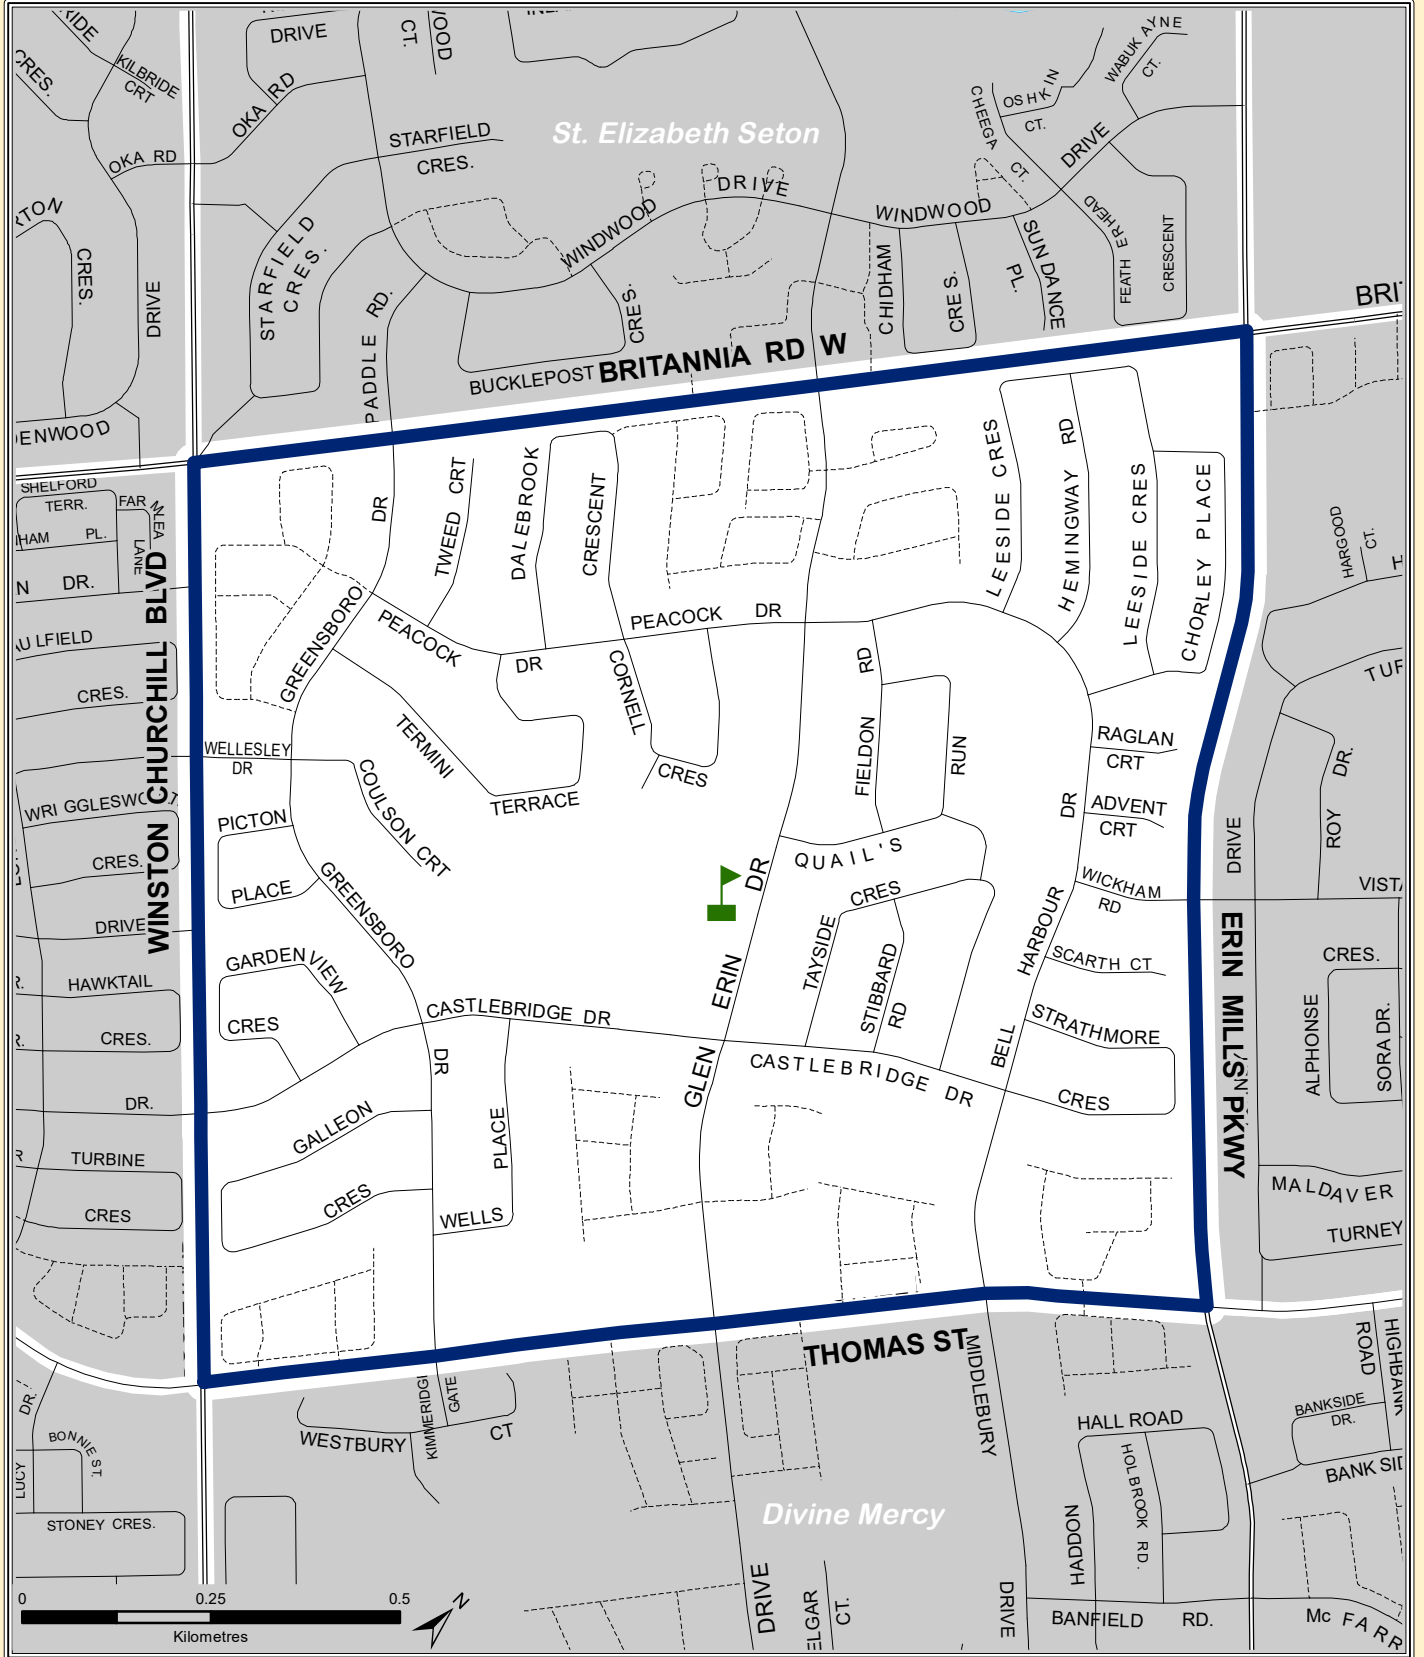 DRIVE
CT.
KILBRIDE
CRT
CRES.
OKA RD
OKA RD
STARFIELD
CRES.
St. Elizabeth Seton
CHEEGA
CT.
OSHKIN
CT.
WABUKAYNE
CT.
DRIVE
DRIVE
WINDWOOD
WINDWOOD
STARFIELD
CRES.
CRES.
DRIVE
PADDLE RD.
CHIDHAM
CRES.
SUNDANCE
PL.
FEATHERHEAD
CRESCENT
CRES.
BUCKLEPOST
BRITANNIA RD W
SHELFORD
TERR.
FAR
LANE
PL.
DR.
CRES.
CRES.
DRIVE
HAWKTAIL
CRES.
DR.
TURBINE
CRES
WINSTON CHURCHILL BLVD
DR
TWEED CRT
DALEBROOK
CRESCENT
LEESIDE CRES
HEMINGWAY RD
LEESIDE CRES
CHORLEY PLACE
HARGOOD
CT.
GREENSBORO
PEACOCK
DR
PEACOCK DR
CORNELL
CRES
TERMINI
TERRACE
WELLESLEY
DR
COULSON CRT
PICTON
PLACE
GREENSBORO
DR
FIELDON
RD
RUN
QUAIL'S
RAGLAN
CRT
ADVENT
CRT
WICKHAM
RD
SCARTH CT
STRATHMORE
CRES
BELL HARBOUR DR
TAYSIDE
CRES
STIBBARD
RD
GLEN ERIN DR
CASTLEBRIDGE DR
CASTLEBRIDGE DR
GARDENVIEW
CRES
GALLEON
CRES
PLACE
WELLS
ERIN MILLS PKWY
DRIVE
ROY DR.
CRES.
ALPHONSE
SORA DR.
MALDAVER
TURNEY
THOMAS ST
MIDDLEBURY
DRIVE
GATE
WESTBURY
CT
DR.
BONNIE ST.
LUCY
STONEY CRES.
Divine Mercy
HALL ROAD
HOLBROOK RD.
HADDON
BANFIELD RD.
ROAD
BANKSIDE
DR.
DRIVE
CT.
0 0.25 0.5
Kilometres
N